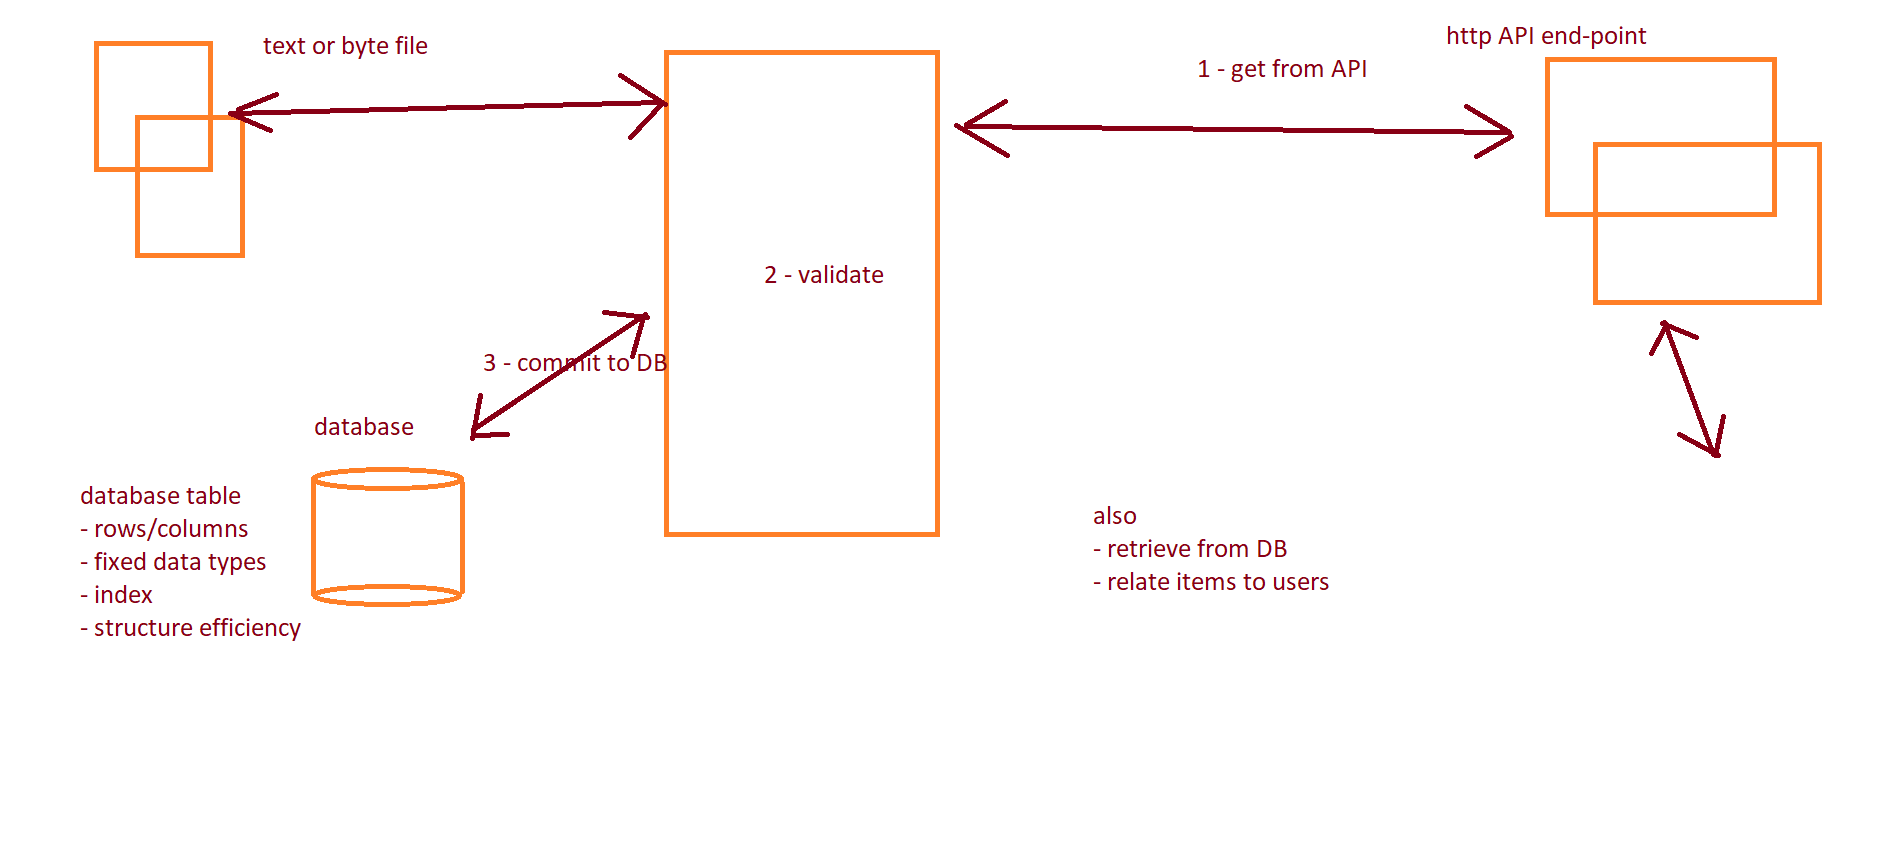 text or byte file
http API end-point
1 - get from API
2 - validate
3 - commit to DB
database
database table
- rows/columns
- fixed data types
- index
- structure efficiency
also
- retrieve from DB
- relate items to users